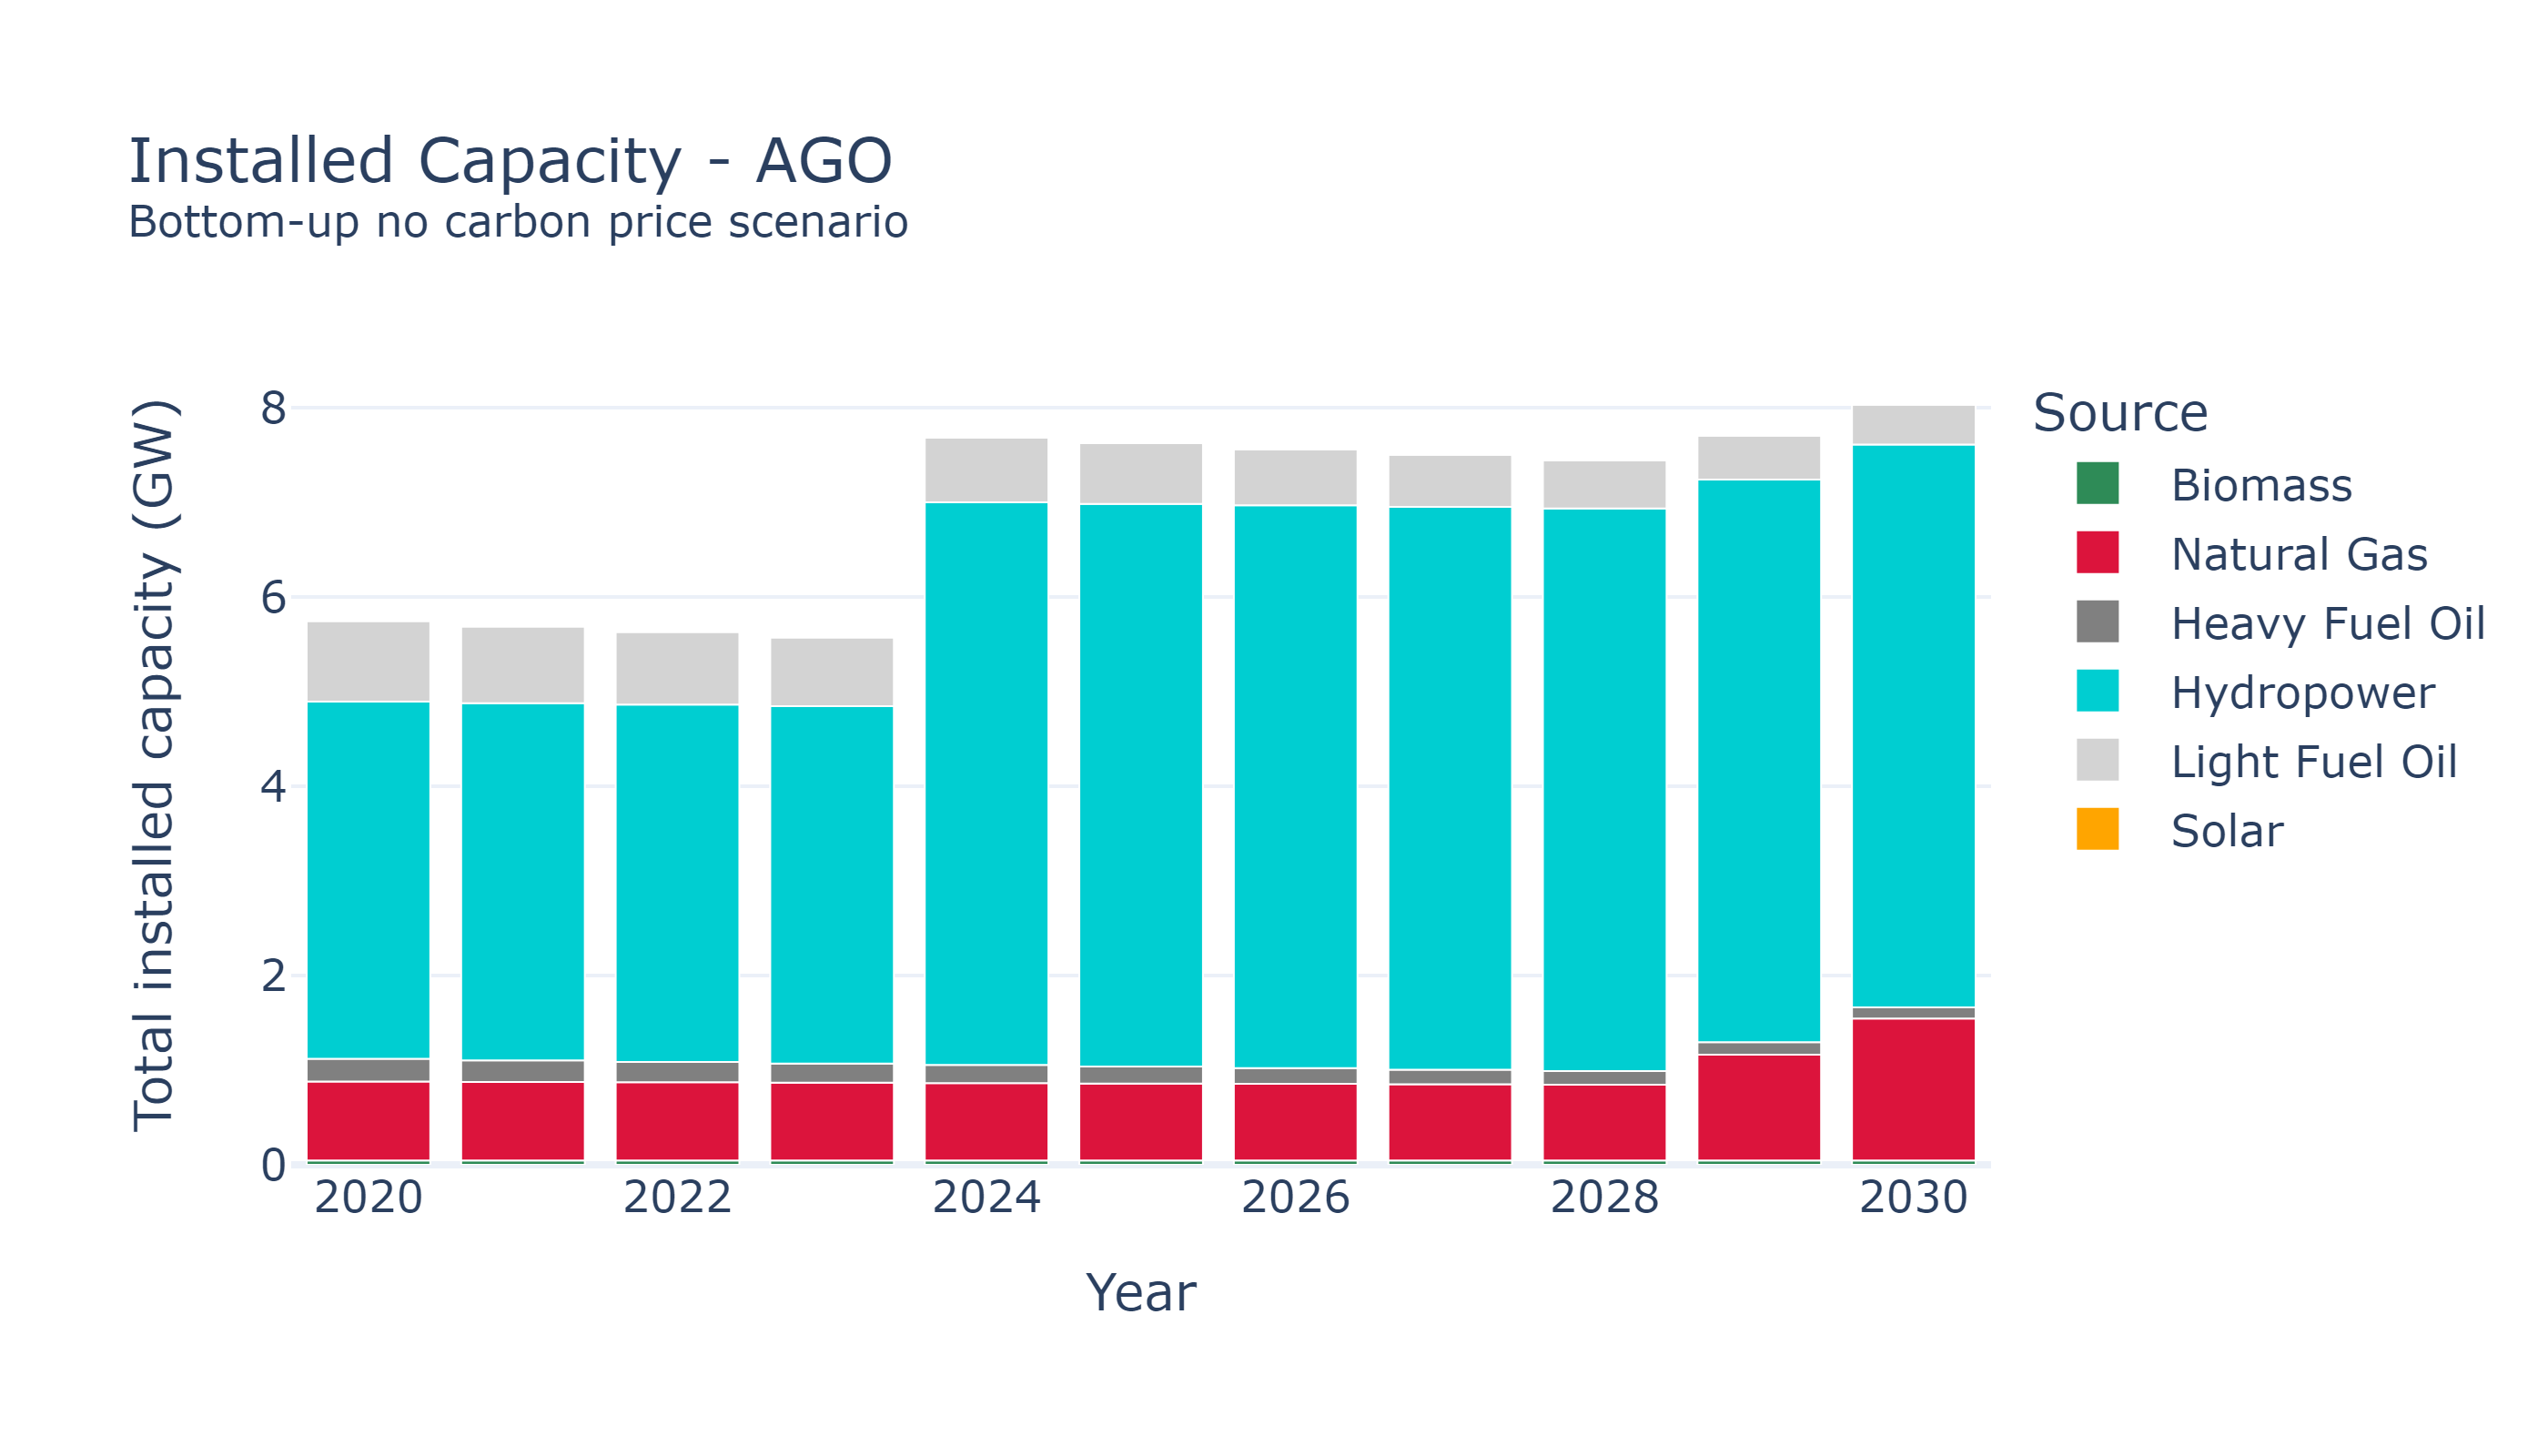 Installed Capacity - AGO
Bottom-up no carbon price scenario
Total installed capacity (GW)
8
6
4
2
0
2020
2022
2024
2026
2028
2030
Year
Source
Biomass
Natural Gas
Heavy Fuel Oil
Hydropower
Light Fuel Oil
Solar